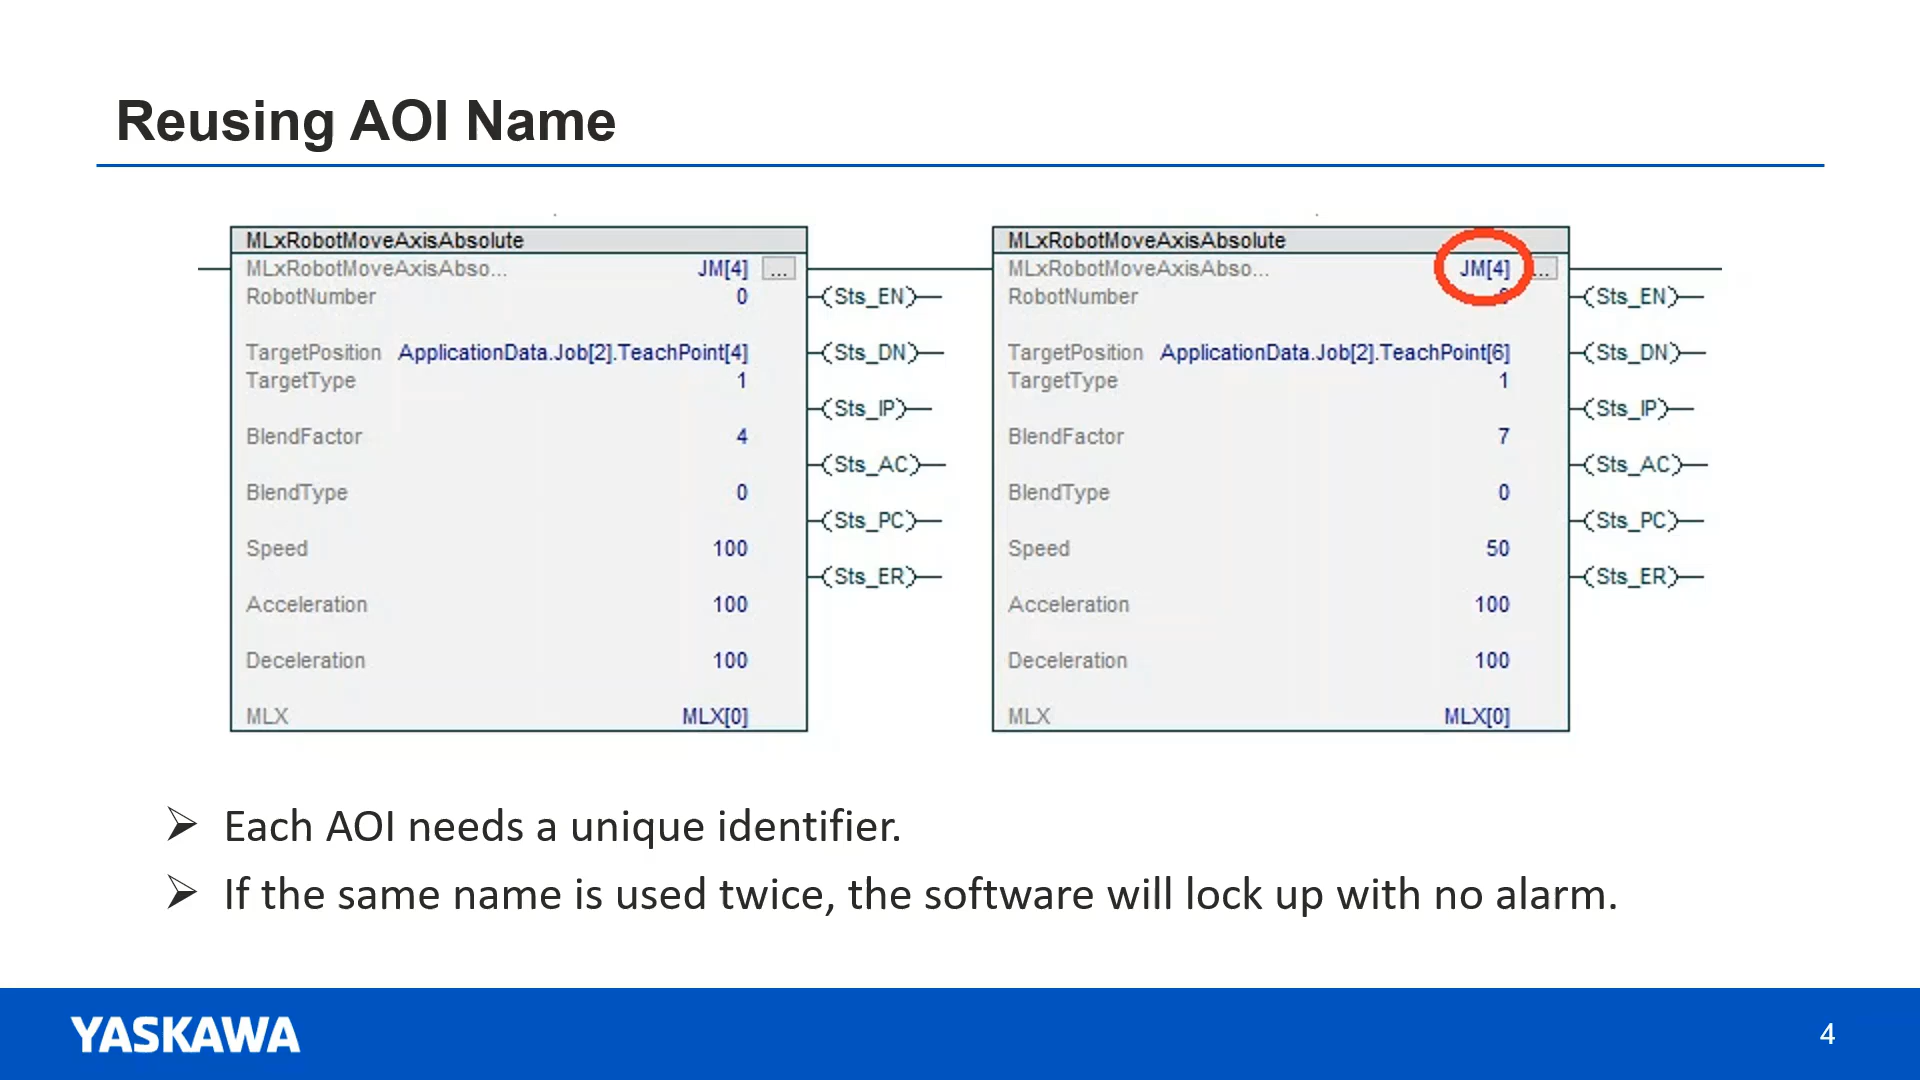 Reusing AOI Name
MLxRobotMoveAxisAbsolute
MLxRobotMoveAxisAbso... JM[4] ...
RobotNumber 0 (Sts_EN)
TargetPosition ApplicationData.Job[2].TeachPoint[4] (Sts_DN)
TargetType 1
(Sts_IP)
BlendFactor 4
(Sts_AC)
BlendType 0
(Sts_PC)
Speed 100
(Sts_ER)
Acceleration 100
Deceleration 100
MLX MLX[0]
MLxRobotMoveAxisAbsolute
MLxRobotMoveAxisAbso... JM[4] ...
RobotNumber (Sts_EN)
TargetPosition ApplicationData.Job[2].TeachPoint[6] (Sts_DN)
TargetType 1
(Sts_IP)
BlendFactor 7
(Sts_AC)
BlendType 0
(Sts_PC)
Speed 50
(Sts_ER)
Acceleration 100
Deceleration 100
MLX MLX[0]
➢ Each AOI needs a unique identifier.
➢ If the same name is used twice, the software will lock up with no alarm.
YASKAWA
4